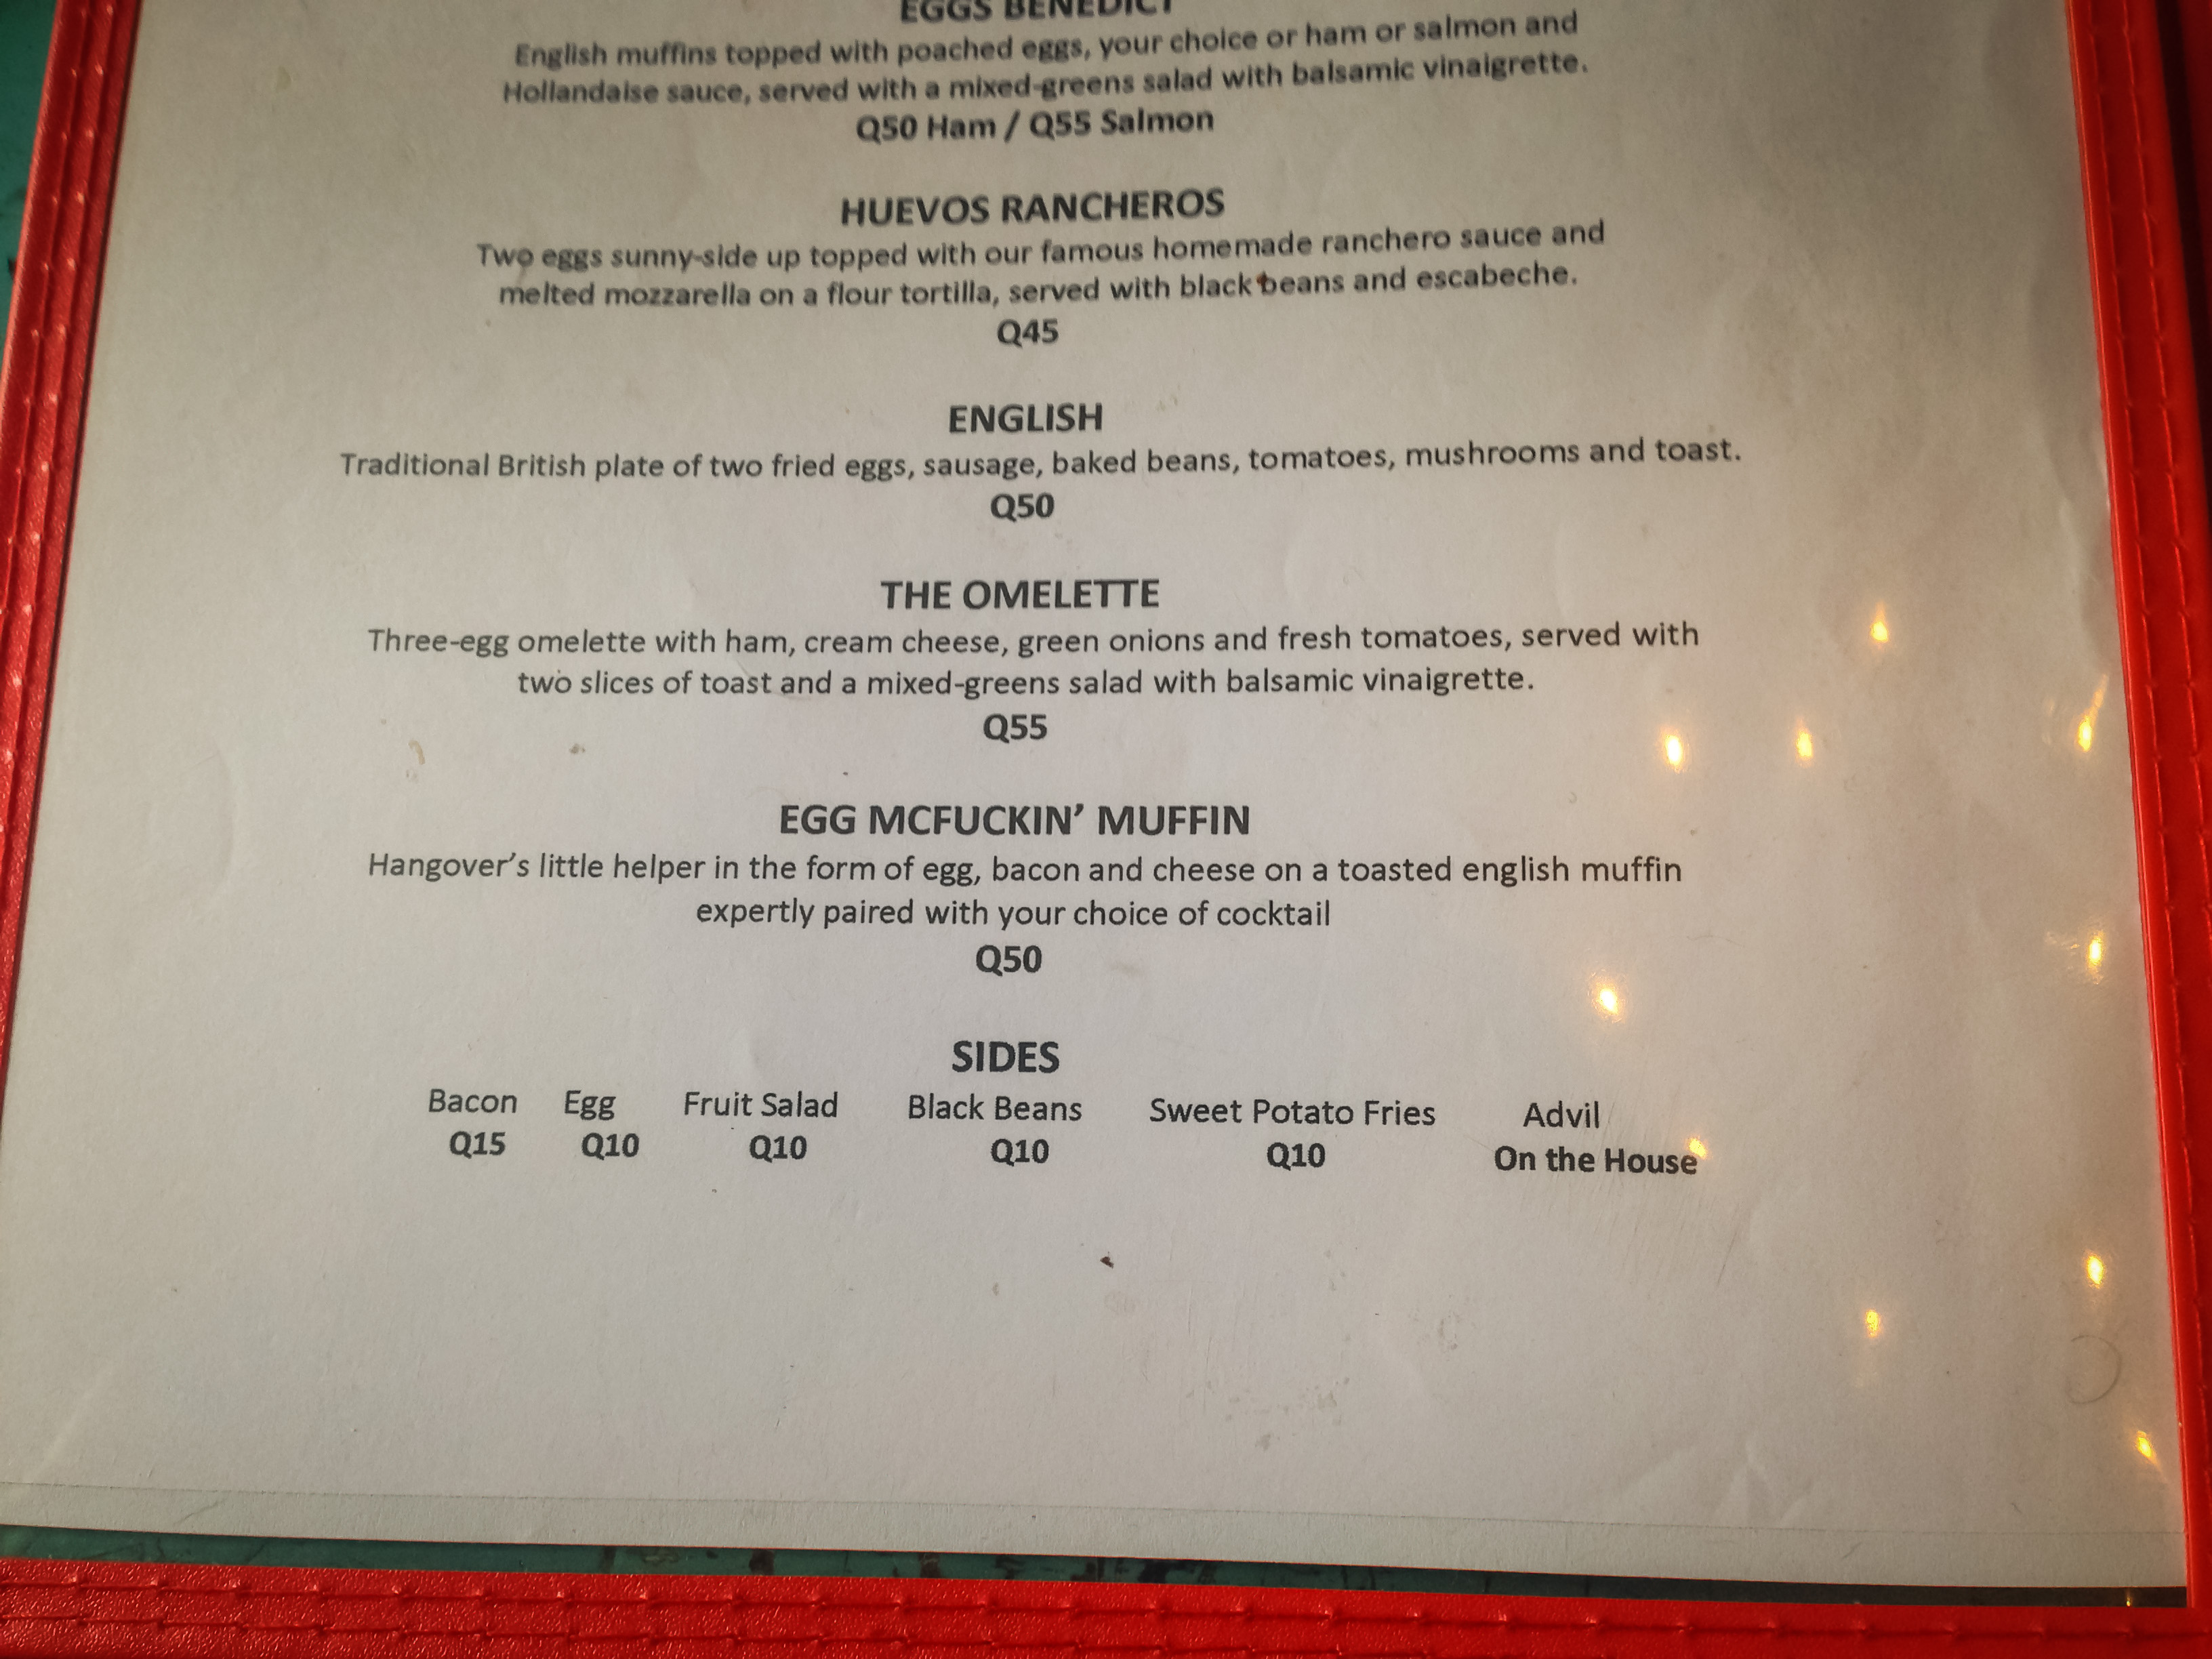 EGGS BENEDICT
English muffins topped with poached eggs, your choice or ham or salmon and
Hollandaise sauce, served with a mixed-greens salad with balsamic vinaigrette.
Q50 Ham / Q55 Salmon
HUEVOS RANCHEROS
Two eggs sunny-side up topped with our famous homemade ranchero sauce and
melted mozzarella on a flour tortilla, served with black beans and escabeche.
Q45
ENGLISH
Traditional British plate of two fried eggs, sausage, baked beans, tomatoes, mushrooms and toast.
Q50
THE OMELETTE
Three-egg omelette with ham, cream cheese, green onions and fresh tomatoes, served with
two slices of toast and a mixed-greens salad with balsamic vinaigrette.
Q55
EGG MCFUCKIN’ MUFFIN
Hangover’s little helper in the form of egg, bacon and cheese on a toasted english muffin
expertly paired with your choice of cocktail
Q50
SIDES
Bacon Egg Fruit Salad Black Beans Sweet Potato Fries Advil
Q15 Q10 Q10 Q10 Q10 On the House